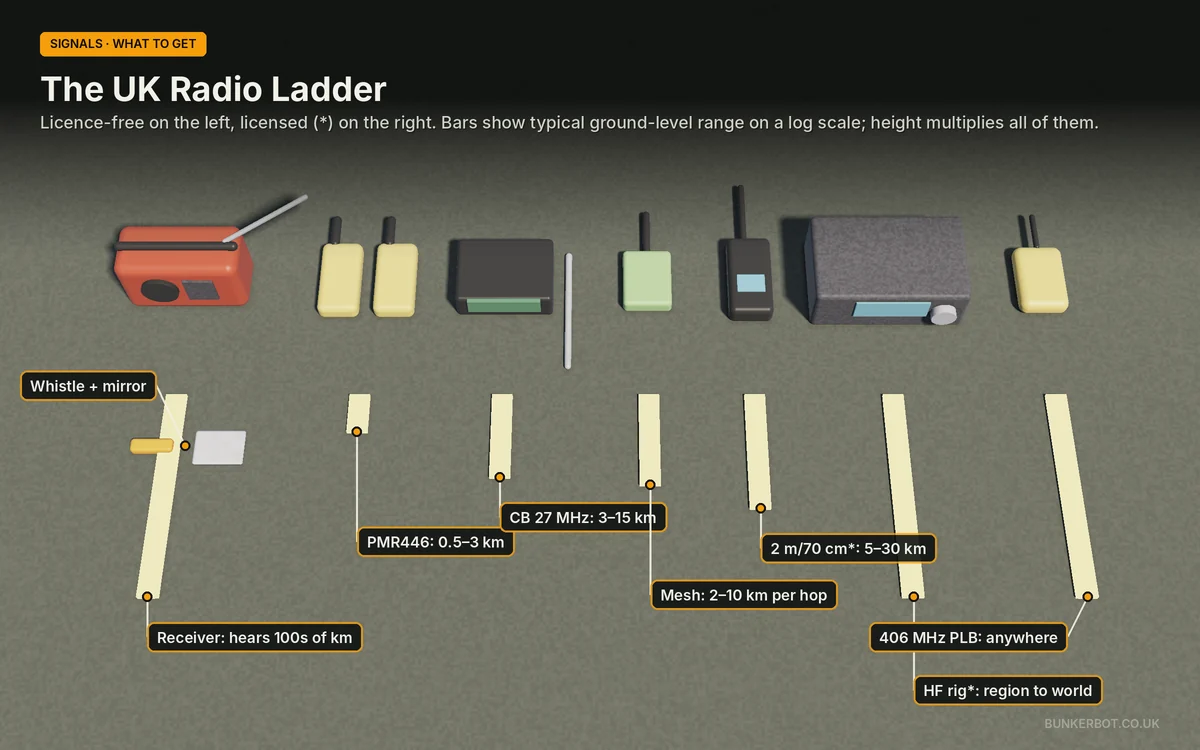 SIGNALS · WHAT TO GET
The UK Radio Ladder
Licence-free on the left, licensed (*) on the right. Bars show typical ground-level range on a log scale; height multiplies all of them.
Whistle + mirror
CB 27 MHz: 3–15 km
PMR446: 0.5–3 km
2 m/70 cm*: 5–30 km
Mesh: 2–10 km per hop
Receiver: hears 100s of km
406 MHz PLB: anywhere
HF rig*: region to world
BUNKERBOT.CO.UK